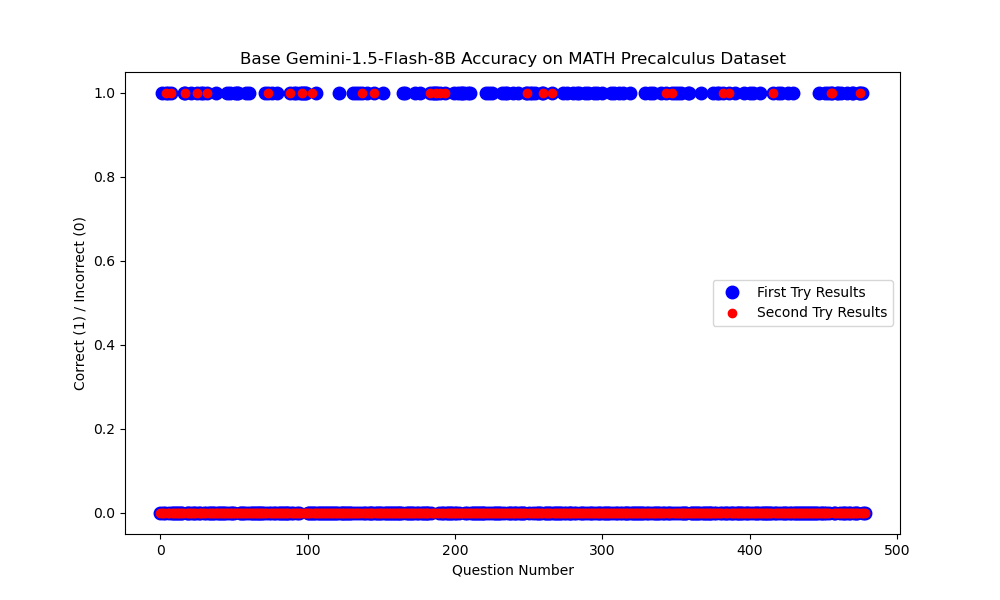 Base Gemini-1.5-Flash-8B Accuracy on MATH Precalculus Dataset
Correct (1) / Incorrect (0)
1.0
0.8
0.6
0.4
0.2
0.0
First Try Results
Second Try Results
0 100 200 300 400 500
Question Number